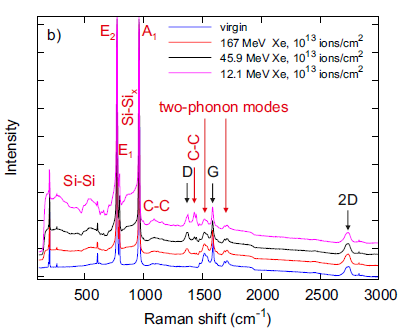 b)
E2
A1
virgin
167 MeV Xe, 10^13 ions/cm^2
45.9 MeV Xe, 10^13 ions/cm^2
12.1 MeV Xe, 10^13 ions/cm^2
Si-Six
two-phonon modes
E1
C-C
Si-Si
C-C
D
G
2D
Intensity
500
1000
1500
2000
2500
3000
Raman shift (cm^-1)